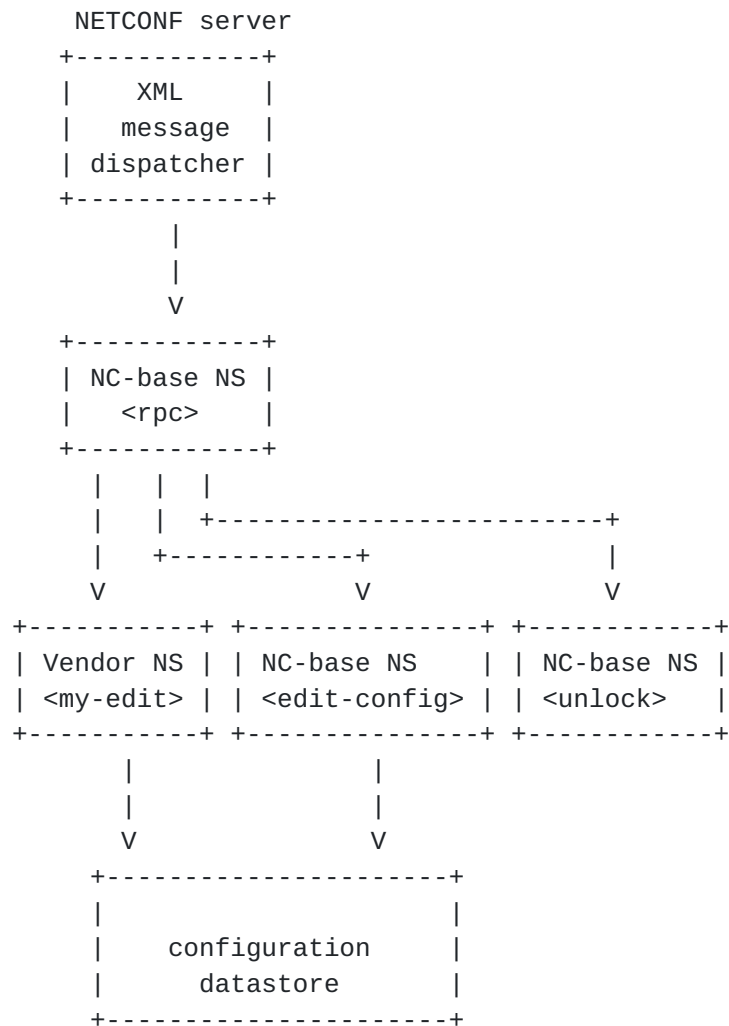 NETCONF server
XML
message
dispatcher
NC-base NS
<rpc>
Vendor NS
<my-edit>
NC-base NS
<edit-config>
NC-base NS
<unlock>
configuration
datastore